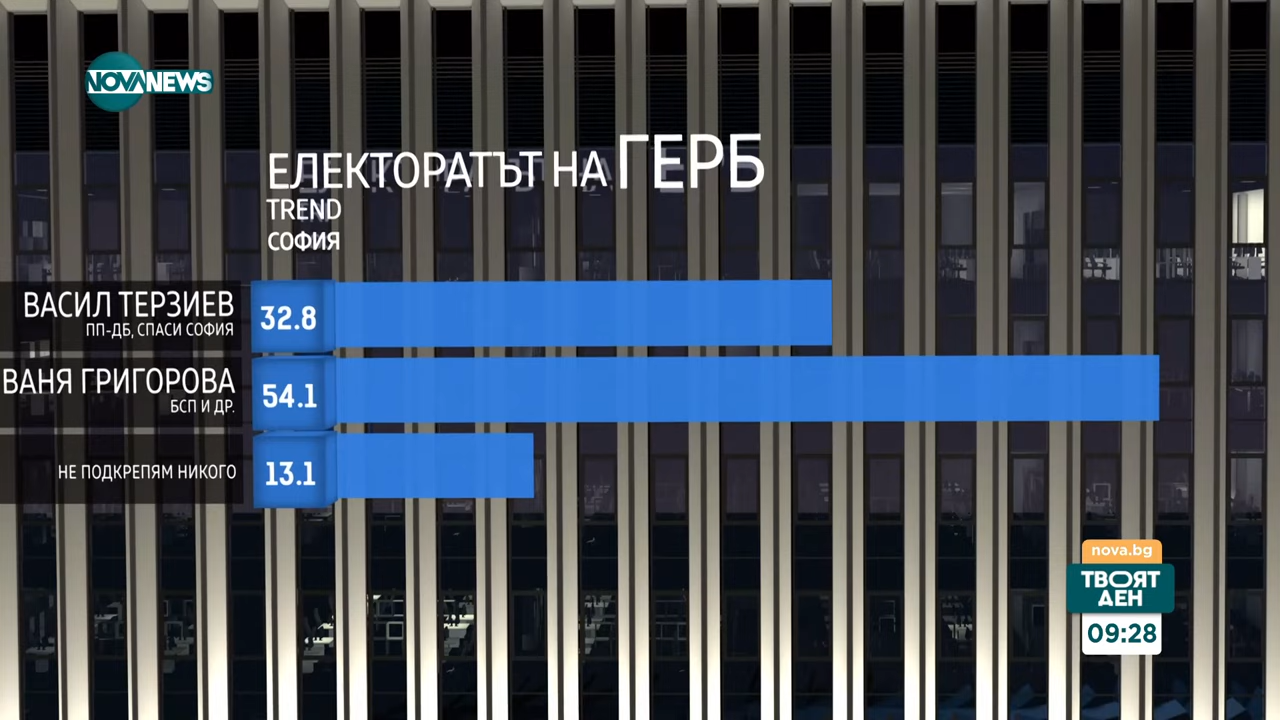 NOVANEWS
ЕЛЕКТОРАТЪТ НА ГЕРБ
TREND
СОФИЯ
ВАСИЛ ТЕРЗИЕВ
ПП-ДБ, СПАСИ СОФИЯ
32.8
ВАНЯ ГРИГОРОВА
БСП И ДР.
54.1
НЕ ПОДКРЕПЯМ НИКОГО
13.1
nova.bg
ТВОЯТ
ДЕН
09:28